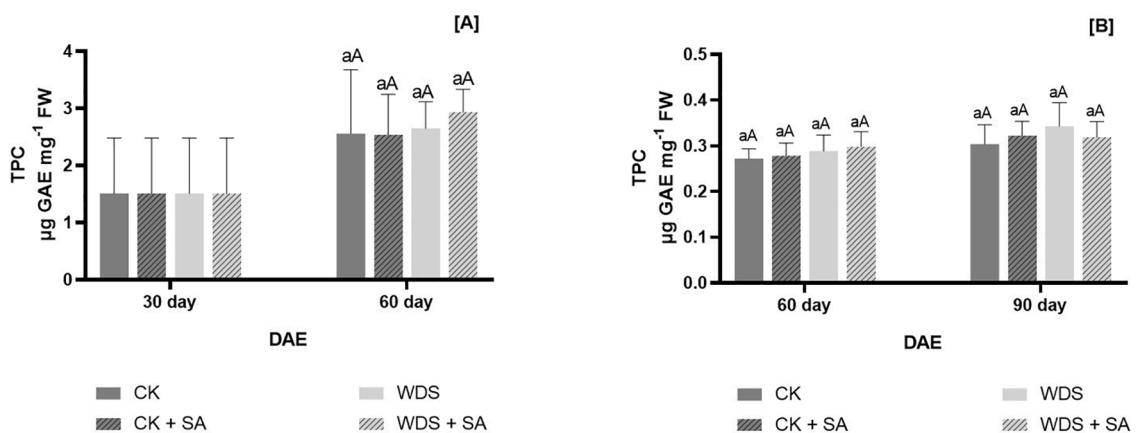 [A]
TPC
µg GAE mg-1 FW
4
3
2
1
0
aA
aA
aA
aA
30 day
60 day
DAE
CK
CK + SA
WDS
WDS + SA
[B]
TPC
µg GAE mg-1 FW
0.5
0.4
0.3
0.2
0.1
0.0
aA
aA
aA
aA
aA
aA
aA
aA
60 day
90 day
DAE
CK
CK + SA
WDS
WDS + SA